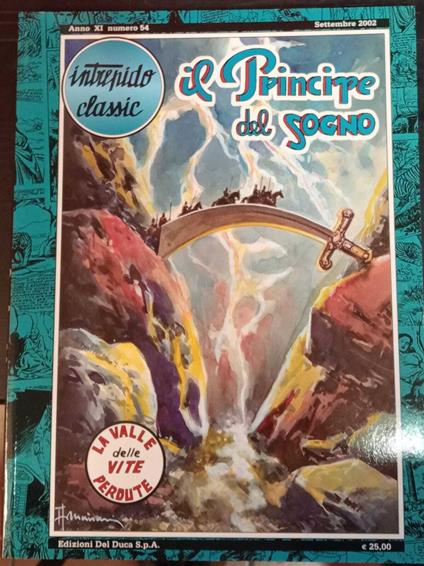 Anno XI numero 54
Settembre 2002
intrepido
classic
il Principe
del SOGNO
LA VALLE
delle
VITE
PERDUTE
Edizioni Del Duca S.p.A.
€ 25,00